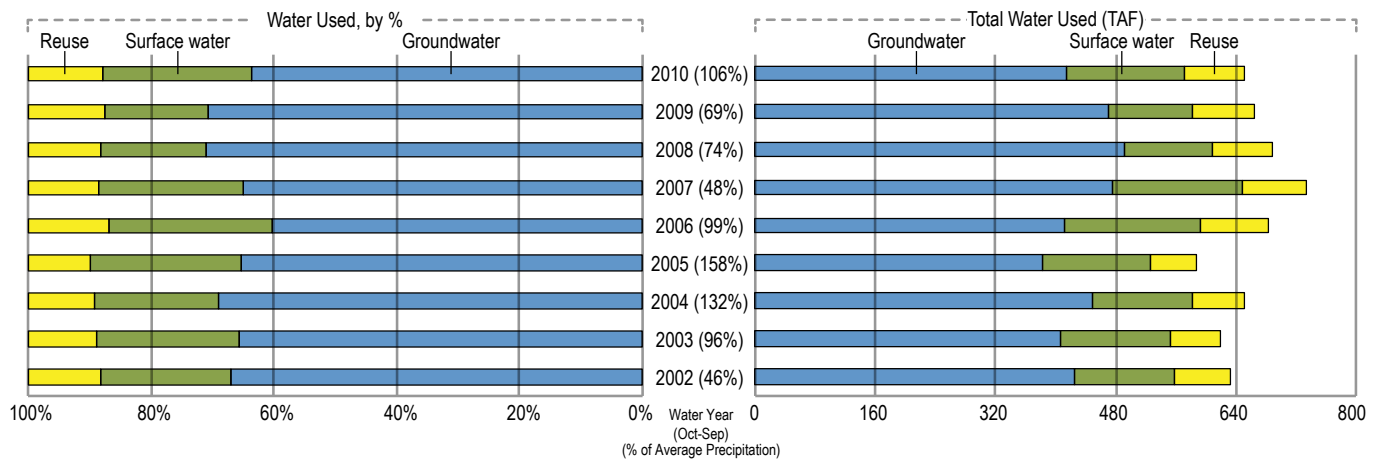 Water Used, by %
Total Water Used (TAF)
Reuse Surface water Groundwater
Groundwater Surface water Reuse
2010 (106%)
2009 (69%)
2008 (74%)
2007 (48%)
2006 (99%)
2005 (158%)
2004 (132%)
2003 (96%)
2002 (46%)
100% 80% 60% 40% 20% 0%
Water Year
(Oct-Sep)
(% of Average Precipitation)
0 160 320 480 640 800